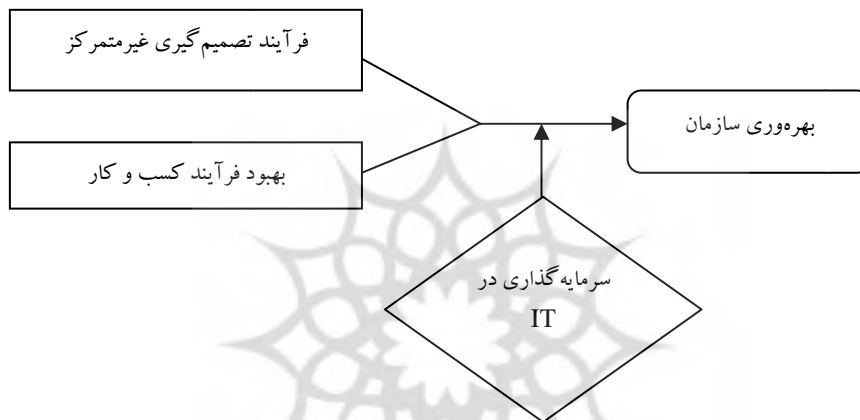 فرآیند تصمیم‌گیری غیرمتمرکز
بهره‌وری سازمان
بهبود فرآیند کسب و کار
سرمایه‌گذاری در
IT